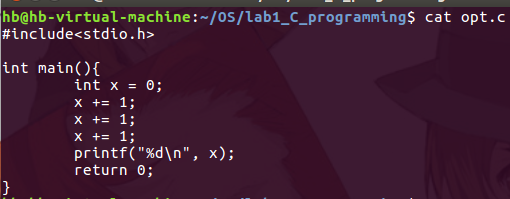 hb@hb-virtual-machine:~/OS/lab1_C_programming$ cat opt.c
#include<stdio.h>

int main(){
        int x = 0;
        x += 1;
        x += 1;
        x += 1;
        printf("%d\n", x);
        return 0;
}